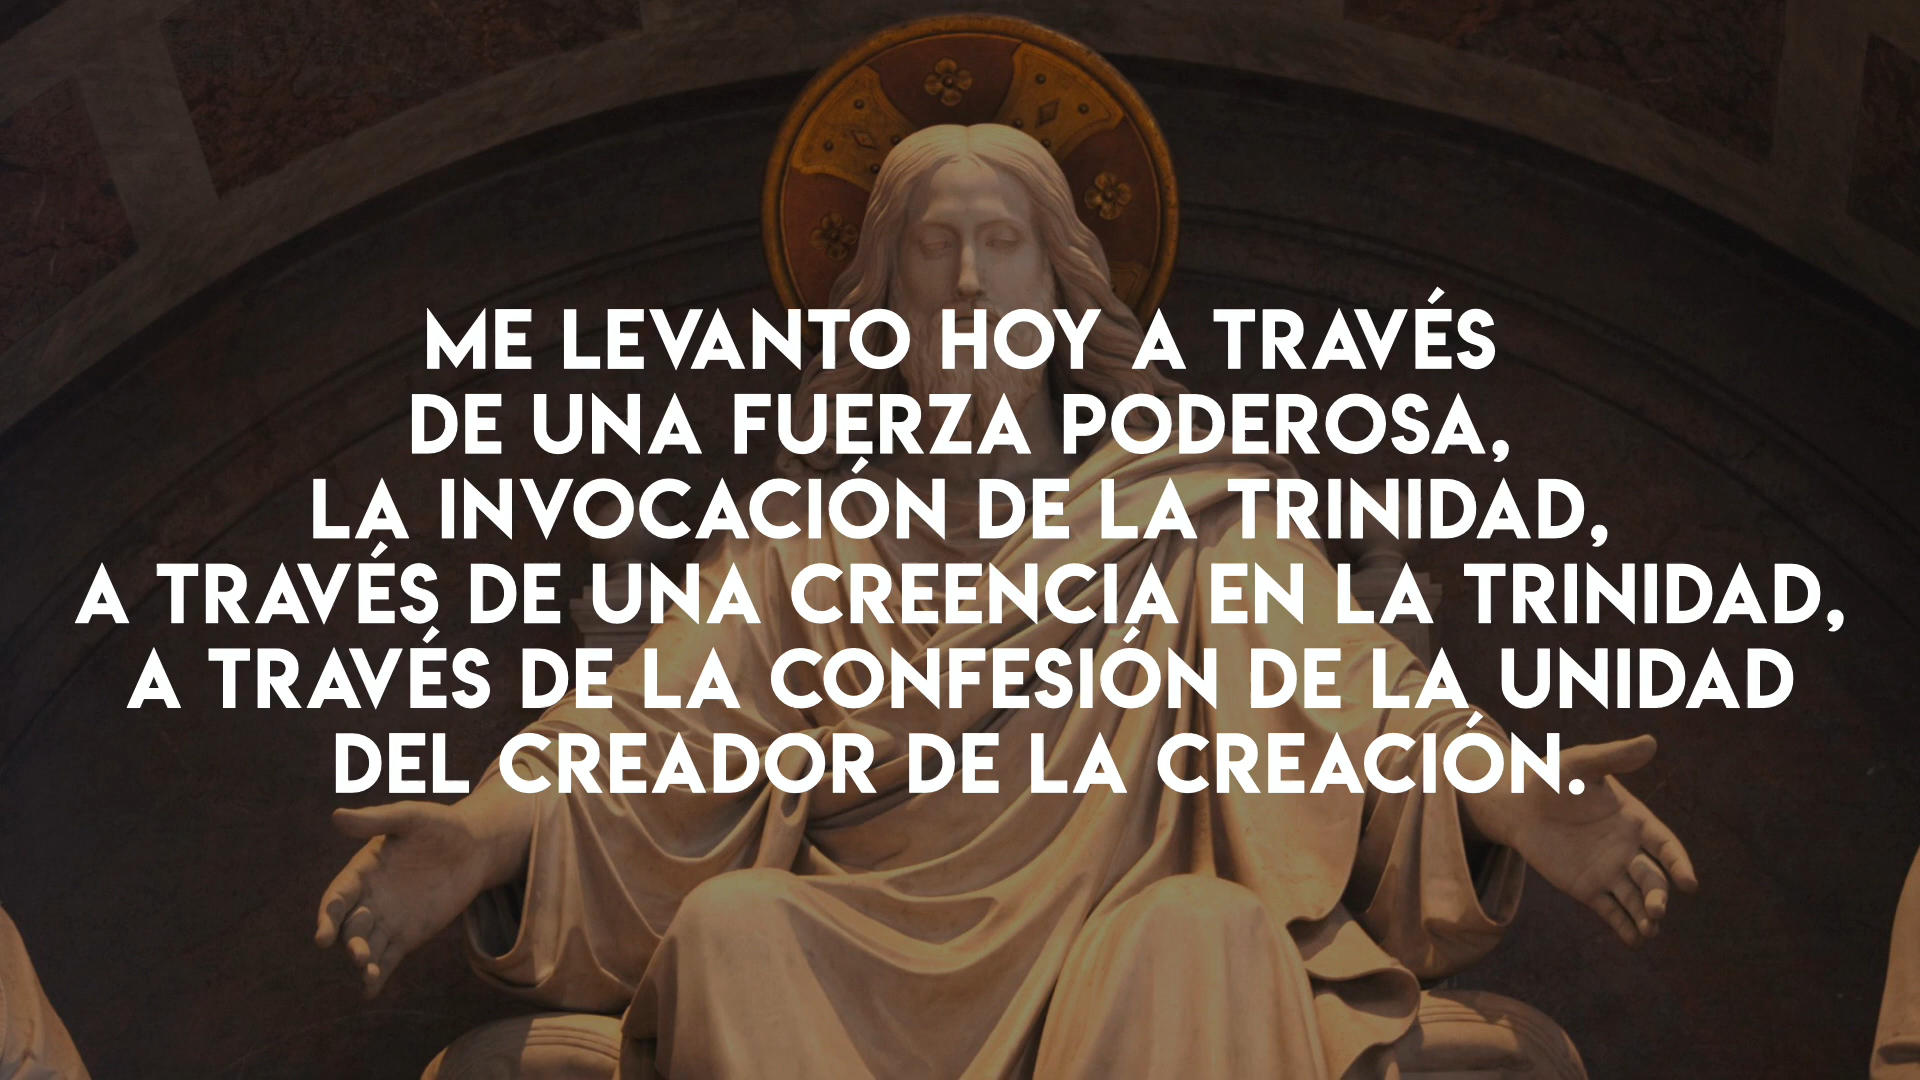 ME LEVANTO HOY A TRAVÉS
DE UNA FUERZA PODEROSA,
LA INVOCACIÓN DE LA TRINIDAD,
A TRAVÉS DE UNA CREENCIA EN LA TRINIDAD,
A TRAVÉS DE LA CONFESIÓN DE LA UNIDAD
DEL CREADOR DE LA CREACIÓN.